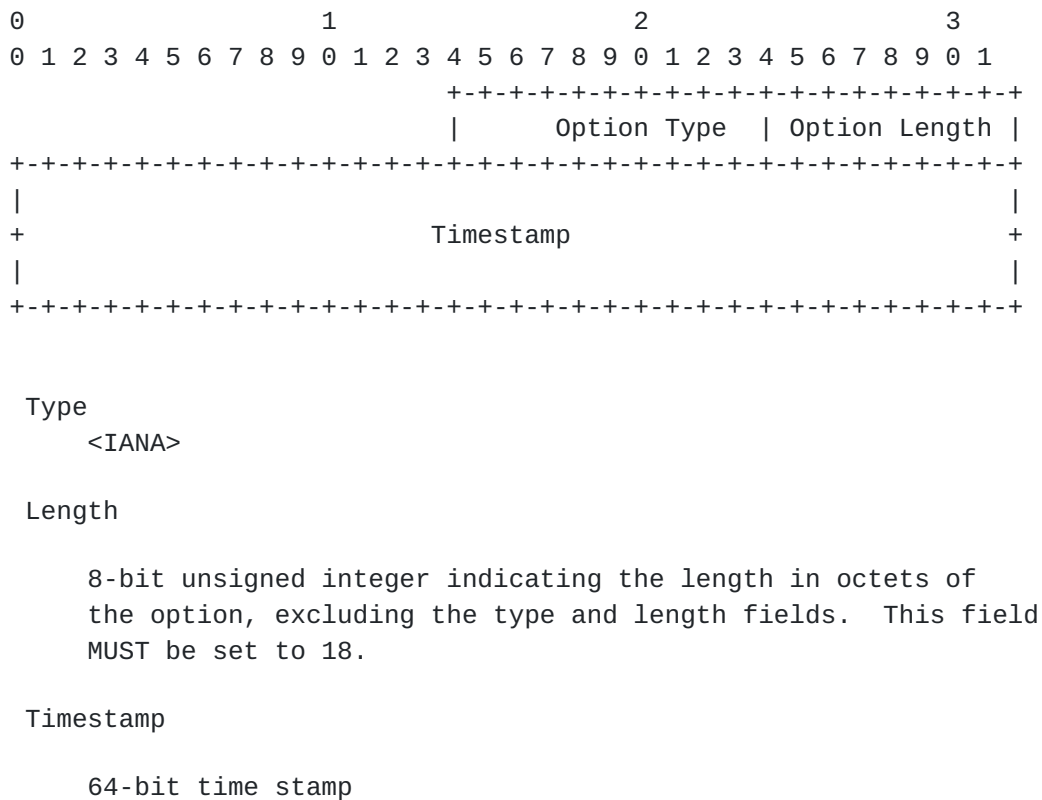 0                   1                   2                   3
0 1 2 3 4 5 6 7 8 9 0 1 2 3 4 5 6 7 8 9 0 1 2 3 4 5 6 7 8 9 0 1
                            +-+-+-+-+-+-+-+-+-+-+-+-+-+-+-+-+-+-+
                            |      Option Type  | Option Length |
+-+-+-+-+-+-+-+-+-+-+-+-+-+-+-+-+-+-+-+-+-+-+-+-+-+-+-+-+-+-+-+-+
|                                                               |
+                          Timestamp                            +
|                                                               |
+-+-+-+-+-+-+-+-+-+-+-+-+-+-+-+-+-+-+-+-+-+-+-+-+-+-+-+-+-+-+-+-+
Type
<IANA>
Length
8-bit unsigned integer indicating the length in octets of
the option, excluding the type and length fields.  This field
MUST be set to 18.
Timestamp
64-bit time stamp